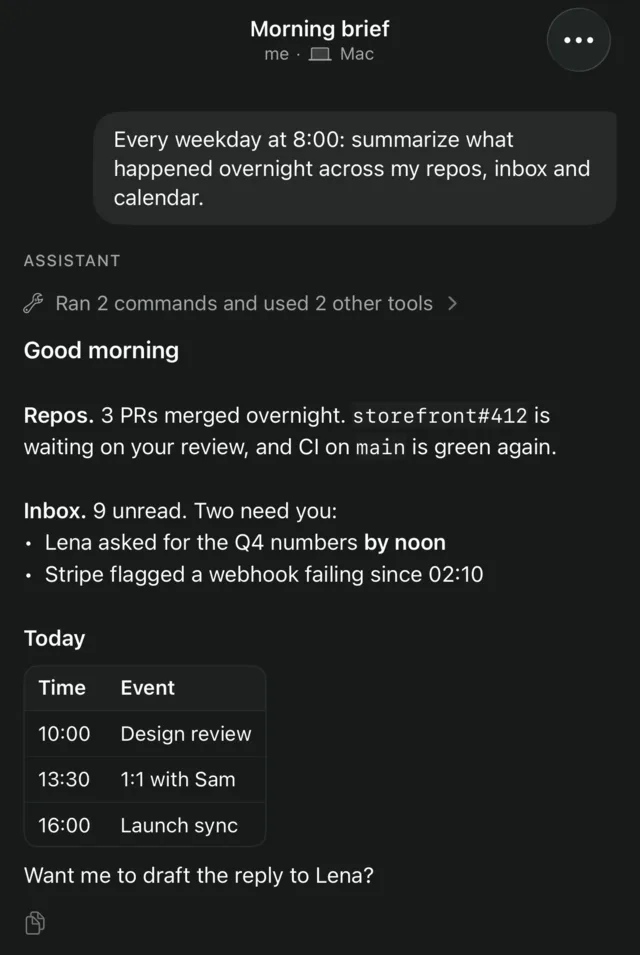 Morning brief
me · Mac
Every weekday at 8:00: summarize what
happened overnight across my repos, inbox and
calendar.
ASSISTANT
Ran 2 commands and used 2 other tools
Good morning
Repos. 3 PRs merged overnight. storefront#412 is
waiting on your review, and CI on main is green again.
Inbox. 9 unread. Two need you:
• Lena asked for the Q4 numbers by noon
• Stripe flagged a webhook failing since 02:10
Today
Time Event
10:00 Design review
13:30 1:1 with Sam
16:00 Launch sync
Want me to draft the reply to Lena?